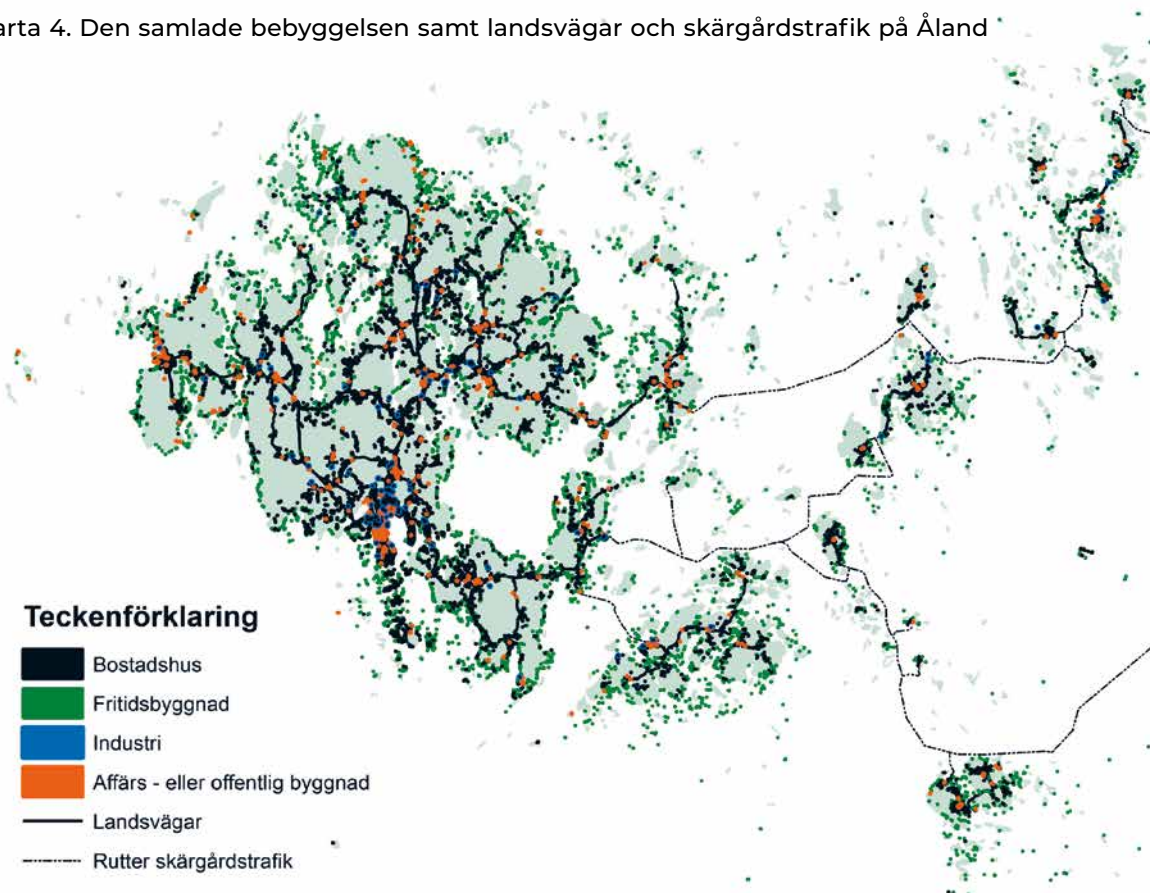 arta 4. Den samlade bebyggelsen samt landsvägar och skärgårdstrafik på Åland
Teckenförklaring
Bostadshus
Fritidsbyggnad
Industri
Affärs - eller offentlig byggnad
Landsvägar
Rutter skärgårdstrafik